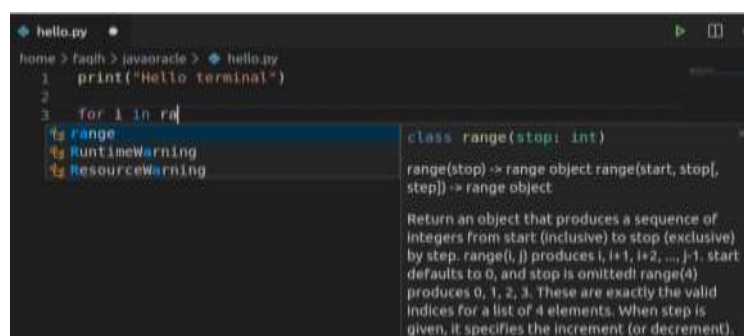 hello.py
home > faqih > javaoracle > hello.py
1 print("Hello terminal")
2
3 for i in ra
range
RuntimeWarning
ResourceWarning
class range(stop: int)
range(stop) -> range object range(start, stop[,
step]) -> range object
Return an object that produces a sequence of
integers from start (inclusive) to stop (exclusive)
by step. range(i, j) produces i, i+1, i+2, ..., j-1. start
defaults to 0, and stop is omitted! range(4)
produces 0, 1, 2, 3. These are exactly the valid
indices for a list of 4 elements. When step is
given, it specifies the increment (or decrement).